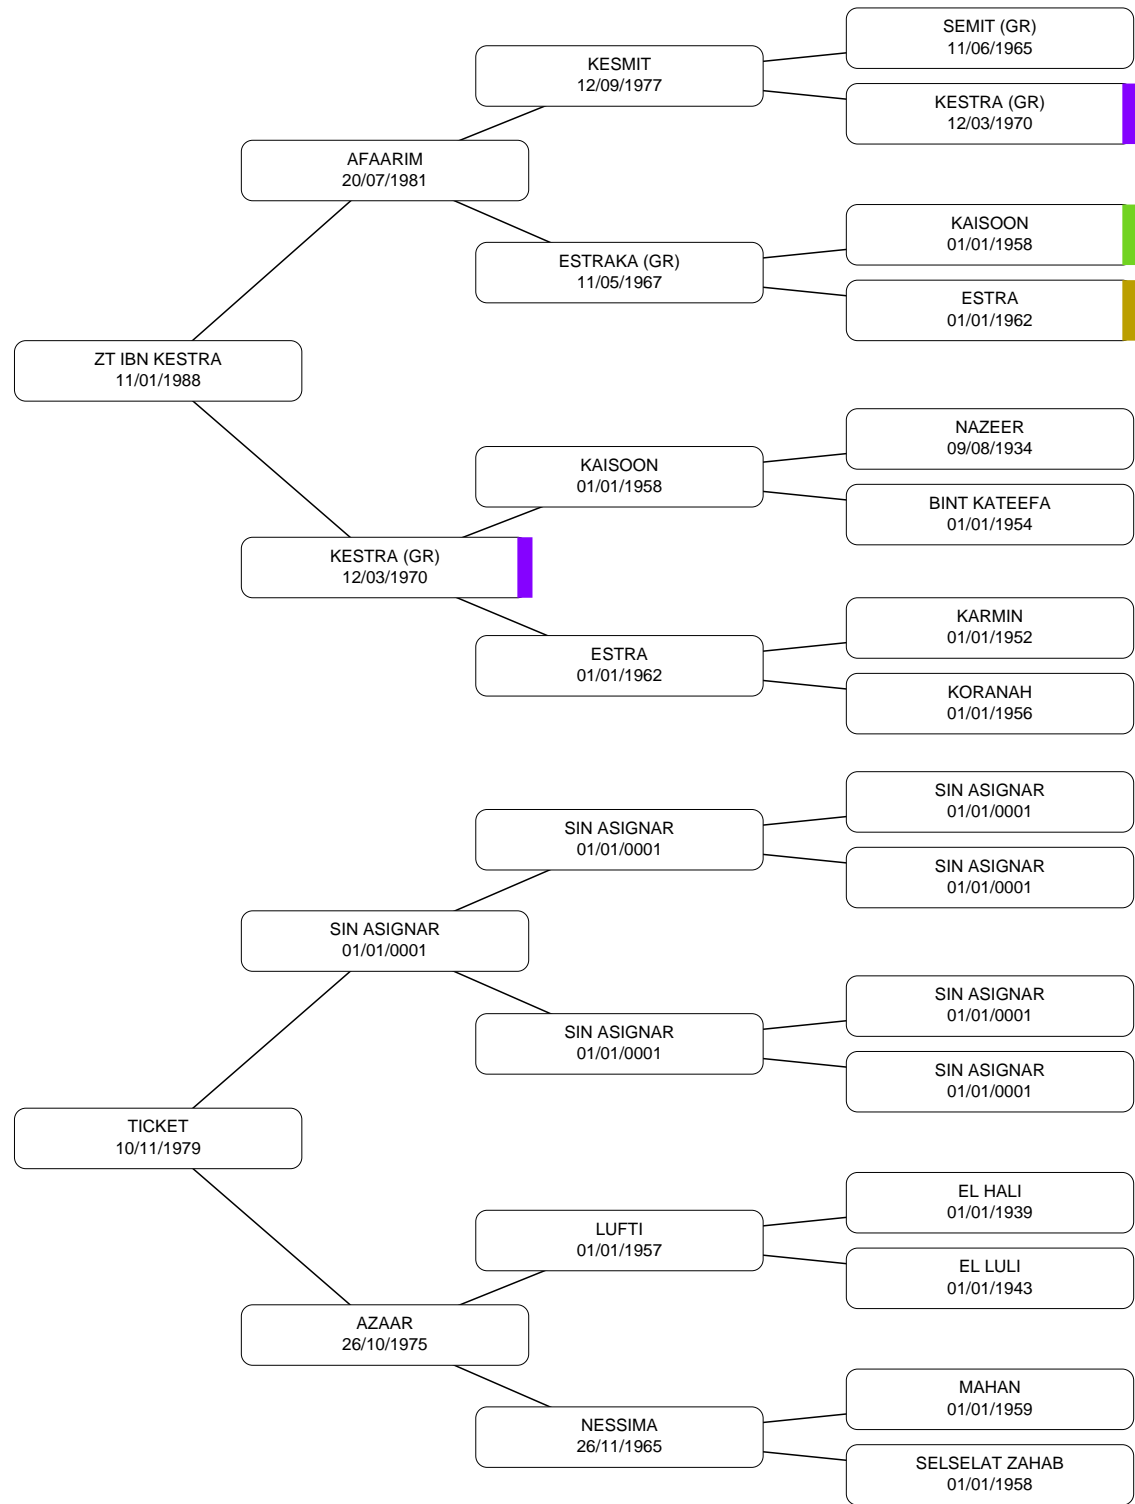 SEMIT (GR)
11/06/1965
KESMIT
12/09/1977
KESTRA (GR)
12/03/1970
AFAARIM
20/07/1981
KAISOON
01/01/1958
ESTRAKA (GR)
11/05/1967
ESTRA
01/01/1962
ZT IBN KESTRA
11/01/1988
NAZEER
09/08/1934
KAISOON
01/01/1958
BINT KATEEFA
01/01/1954
KESTRA (GR)
12/03/1970
KARMIN
01/01/1952
ESTRA
01/01/1962
KORANAH
01/01/1956
SIN ASIGNAR
01/01/0001
SIN ASIGNAR
01/01/0001
SIN ASIGNAR
01/01/0001
SIN ASIGNAR
01/01/0001
SIN ASIGNAR
01/01/0001
SIN ASIGNAR
01/01/0001
SIN ASIGNAR
01/01/0001
TICKET
10/11/1979
EL HALI
01/01/1939
LUFTI
01/01/1957
EL LULI
01/01/1943
AZAAR
26/10/1975
MAHAN
01/01/1959
NESSIMA
26/11/1965
SELSELAT ZAHAB
01/01/1958